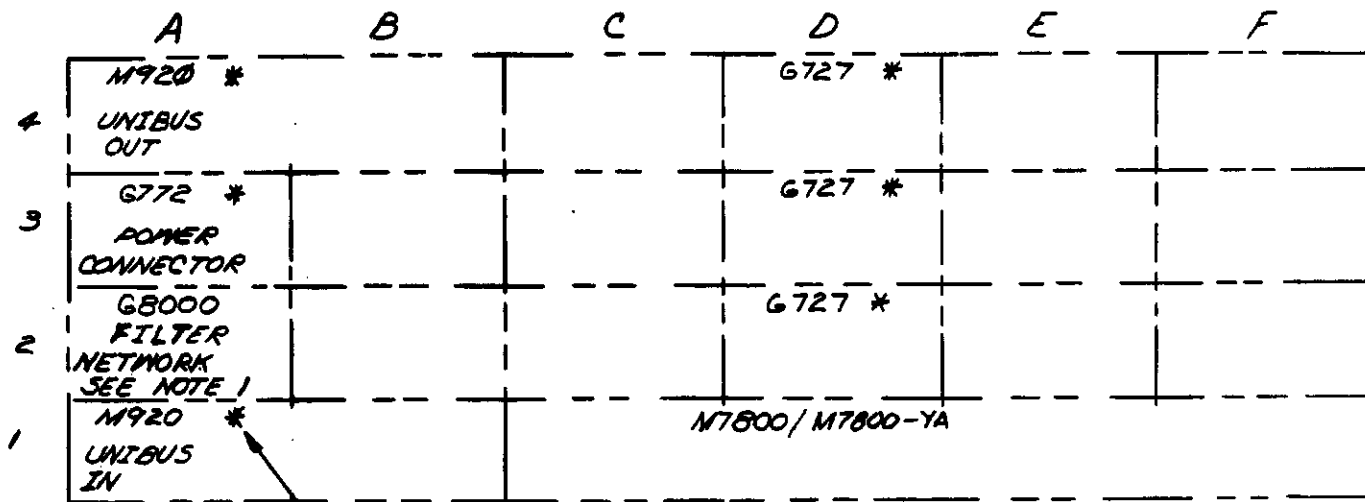 A B C D E F
4 M920 * G727 *
UNIBUS
OUT
3 G772 * G727 *
POWER
CONNECTOR
2 G8000 G727 *
FILTER
NETWORK
SEE NOTE 1
1 M920 * M7800/M7800-YA
UNIBUS
IN